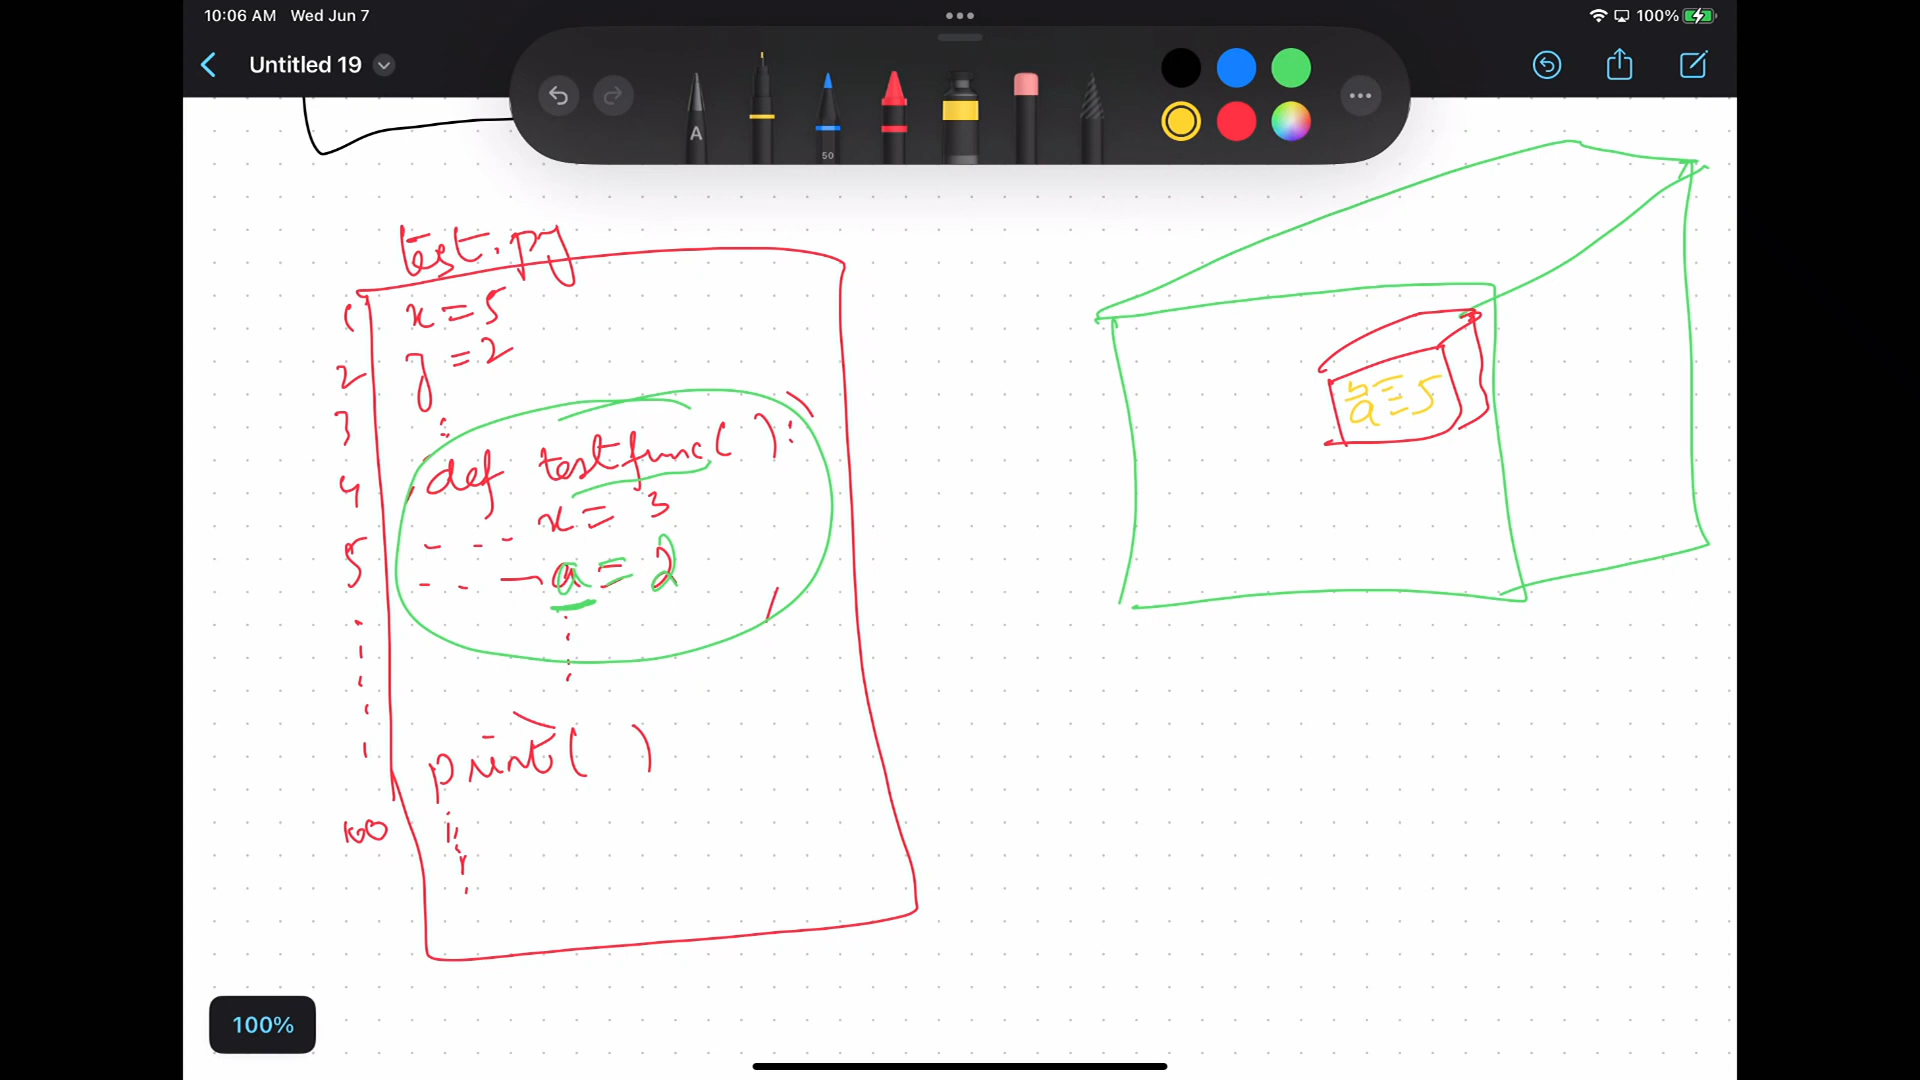 10:06 AM Wed Jun 7
100%
Untitled 19
A
50
test.py
1 x = 5
2 y = 2
3
4 def testfunc( ):
x = 3
5 a = 2
print( )
100
= 5
a = 5
100%